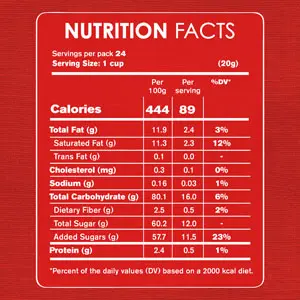 NUTRITION FACTS
Servings per pack 24
Serving Size: 1 cup (20g)
Per 100g Per serving %DV*
Calories 444 89
Total Fat (g) 11.9 2.4 3%
Saturated Fat (g) 11.3 2.3 12%
Trans Fat (g) 0.1 0.0 -
Cholesterol (mg) 0.3 0.1 0%
Sodium (g) 0.16 0.03 1%
Total Carbohydrate (g) 80.1 16.0 6%
Dietary Fiber (g) 2.5 0.5 2%
Total Sugar (g) 60.2 12.0 -
Added Sugars (g) 57.7 11.5 23%
Protein (g) 2.4 0.5 1%
*Percent of the daily values (DV) based on a 2000 kcal diet.